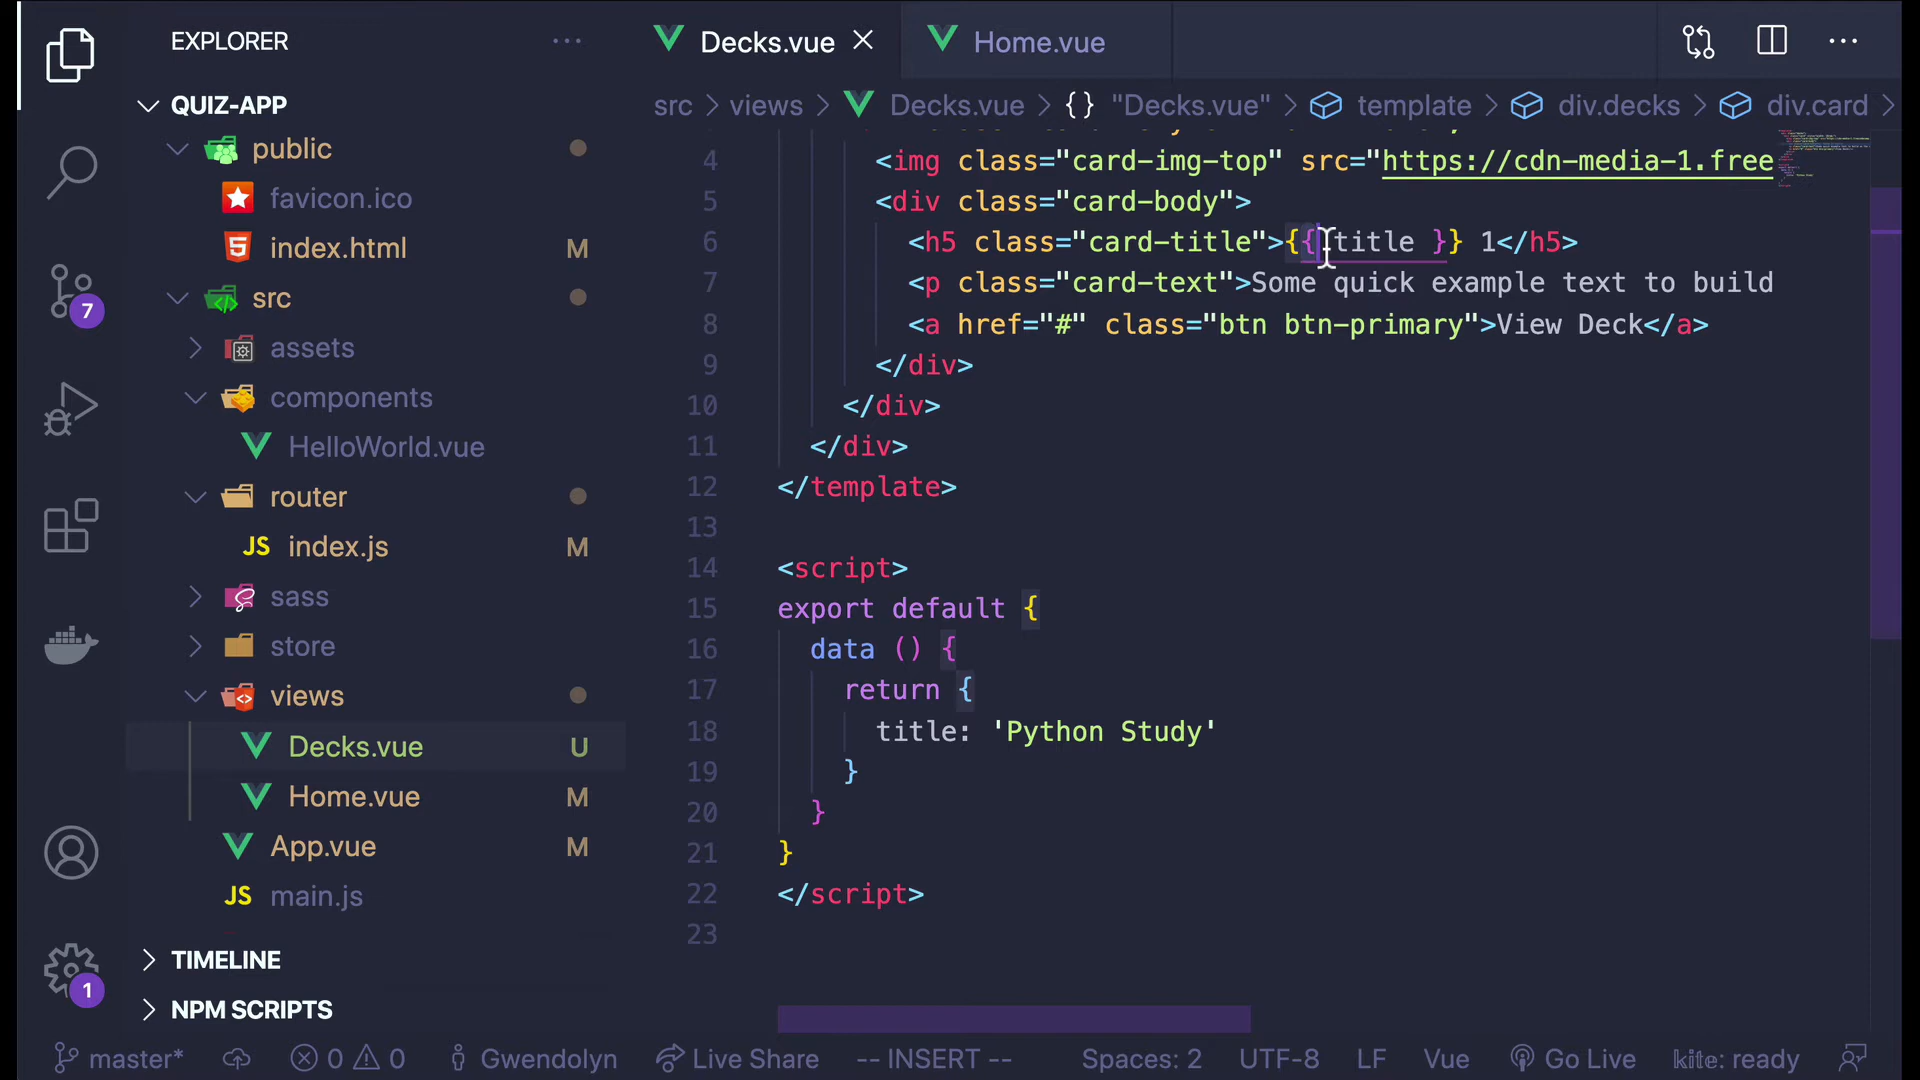 EXPLORER
QUIZ-APP
public
favicon.ico
index.html M
src
assets
components
HelloWorld.vue
router
JS index.js M
sass
store
views
Decks.vue U
Home.vue M
App.vue M
JS main.js
TIMELINE
NPM SCRIPTS
7
1
Decks.vue
Home.vue
src > views > Decks.vue > {} "Decks.vue" > template > div.decks > div.card >
4 <img class="card-img-top" src="https://cdn-media-1.free
5 <div class="card-body">
6 <h5 class="card-title">{{ title }} 1</h5>
7 <p class="card-text">Some quick example text to build
8 <a href="#" class="btn btn-primary">View Deck</a>
9 </div>
10 </div>
11 </div>
12 </template>
13
14 <script>
15 export default {
16 data () {
17 return {
18 title: 'Python Study'
19 }
20 }
21 }
22 </script>
23
master* 0 0 Gwendolyn Live Share -- INSERT -- Spaces: 2 UTF-8 LF Vue Go Live kite: ready